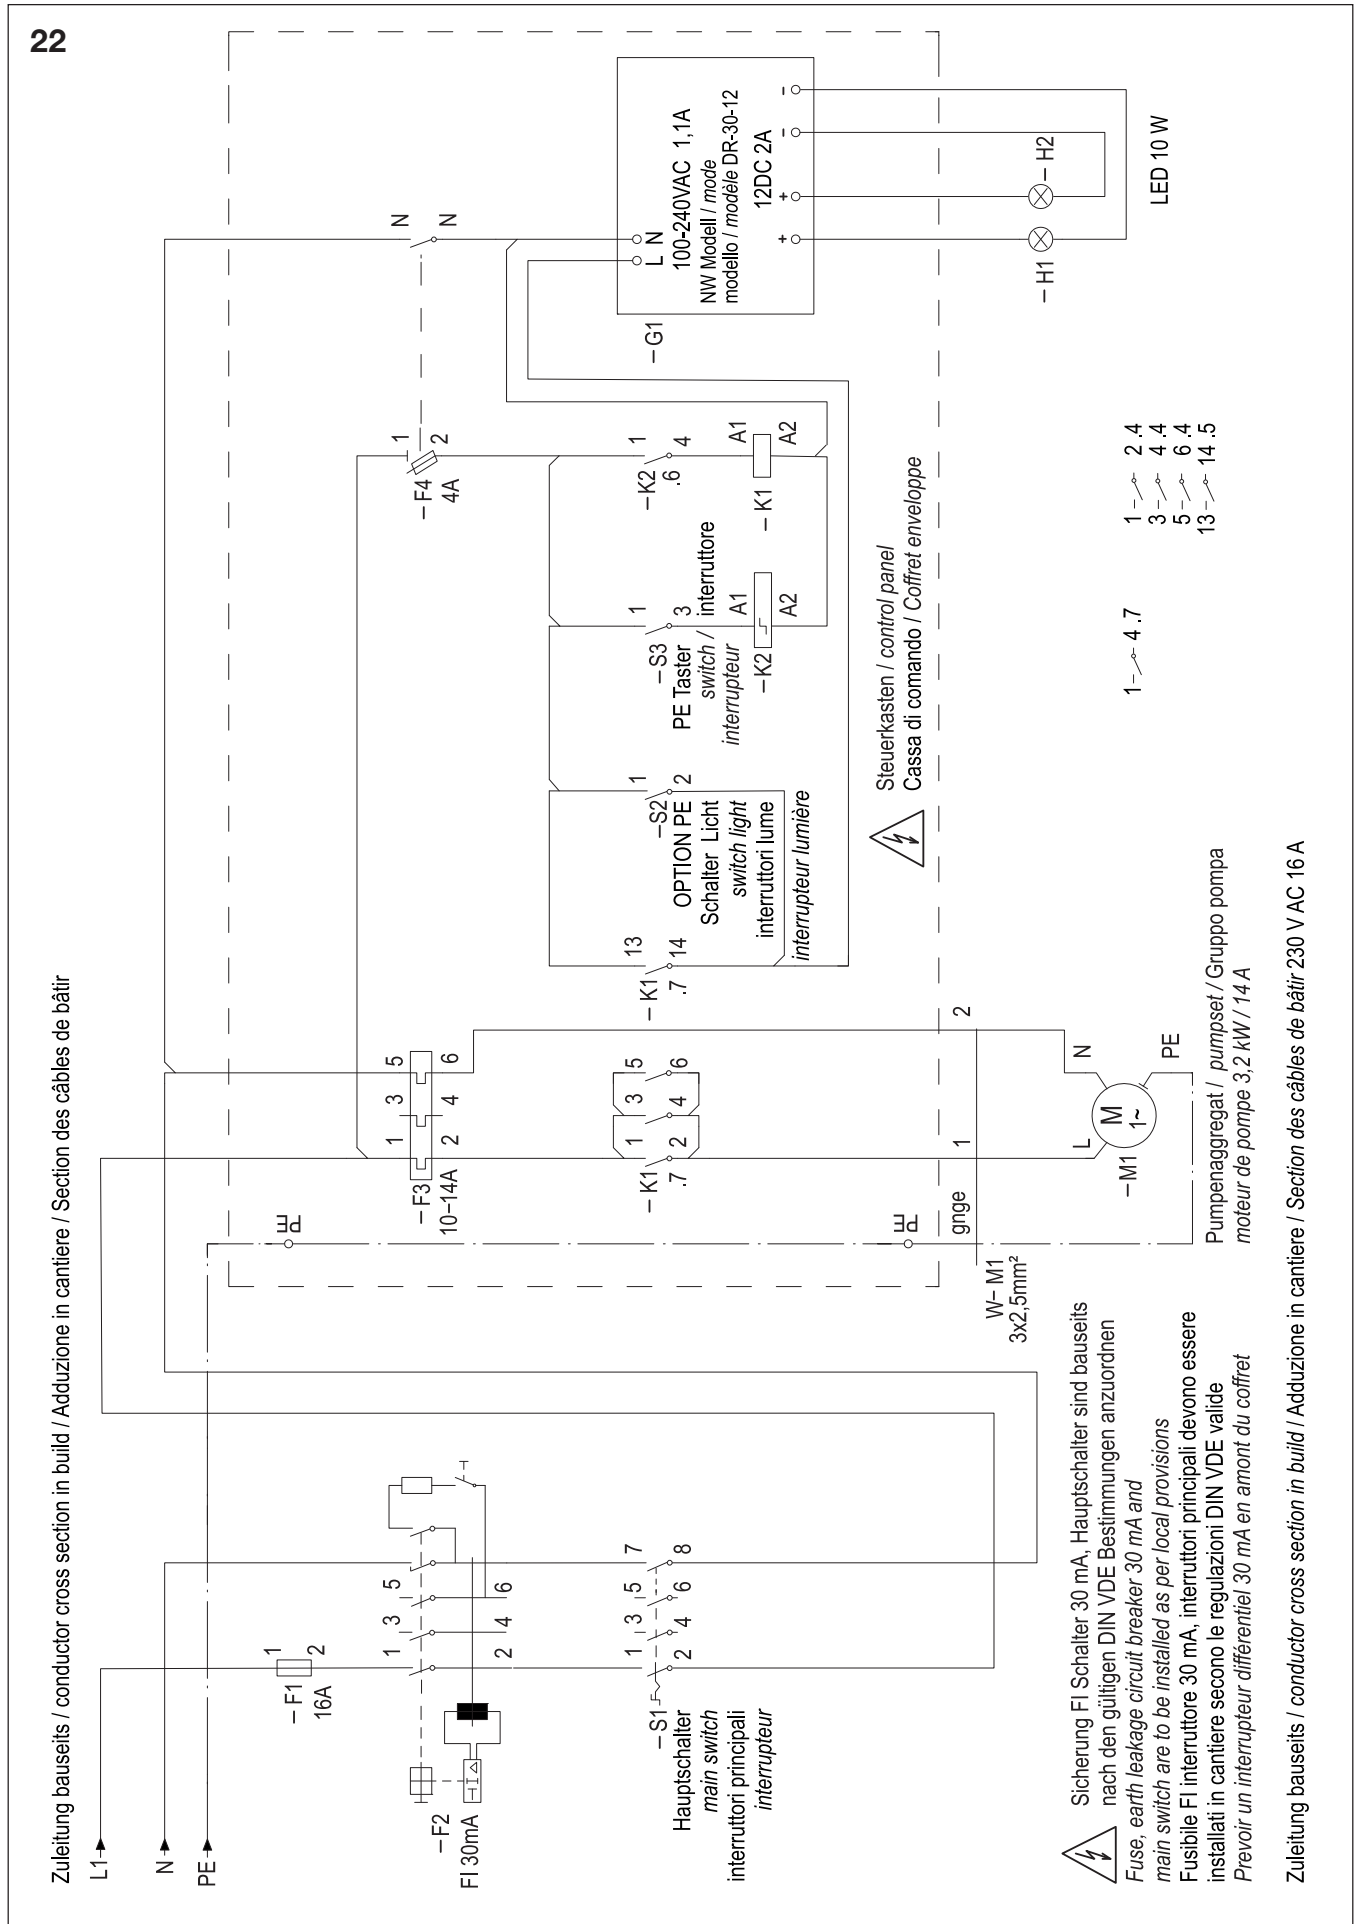 22
Zuleitung bauseits / conductor cross section in build / Adduzione in cantiere / Section des câbles de bâtir
L1
N
PE
– F1
16A
1
2
– F2
FI 30mA
1
3
5
2
4
6
– S1
Hauptschalter
main switch
interruttori principali
interrupteur
1
3
5
7
2
4
6
8
PE
PE
– F3
10–14A
1
3
5
2
4
6
– K1
.7
1
3
5
2
4
6
– K1
.7
13
14
– S2
1
2
OPTION PE
Schalter Licht
switch light
interruttori lume
interrupteur lumière
– S3
1
3
PE Taster
switch / interruttore
interrupteur
– K2
A1
A2
– F4
4A
1
2
– K2
.6
1
4
– K1
A1
A2
N
N
– G1
L N
100-240VAC 1,1A
NW Modell / mode
modello / modèle DR-30-12
12DC 2A
+ + - -
– H1
– H2
LED 10 W
Steuerkasten / control panel
Cassa di comando / Coffret enveloppe
1 4 .7
1 2 .4
3 4 .4
5 6 .4
13 14 .5
W– M1
3x2,5mm²
gnge
1
2
L
N
PE
M
1~
– M1
Pumpenaggregat / pumpset / Gruppo pompa
moteur de pompe 3,2 kW / 14 A
Sicherung FI Schalter 30 mA, Hauptschalter sind bauseits
nach den gültigen DIN VDE Bestimmungen anzuordnen
Fuse, earth leakage circuit breaker 30 mA and
main switch are to be installed as per local provisions
Fusibile FI interruttore 30 mA, interruttori principali devono essere
installati in cantiere secono le regulazioni DIN VDE valide
Prevoir un interrupteur différentiel 30 mA en amont du coffret
Zuleitung bauseits / conductor cross section in build / Adduzione in cantiere / Section des câbles de bâtir 230 V AC 16 A